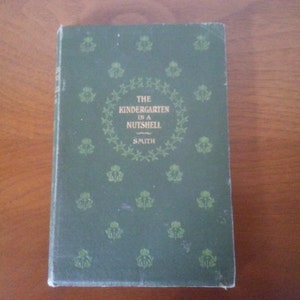 THE
KINDERGARTEN
IN A
NUTSHELL
SMITH